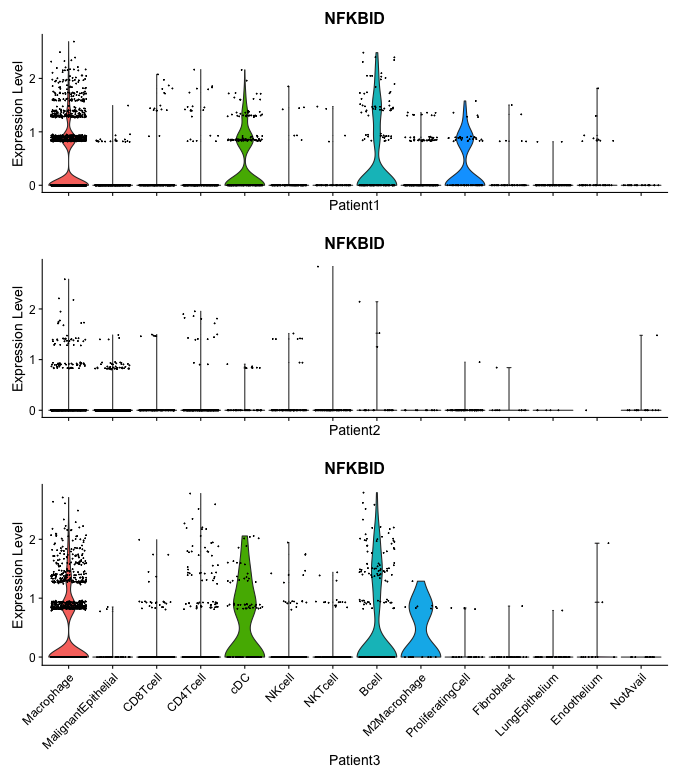 NFKBID
Expression Level
2
1
0
Patient1
NFKBID
Expression Level
2
1
0
Patient2
NFKBID
Expression Level
2
1
0
Macrophage
MalignantEpithelial
CD8Tcell
CD4Tcell
cDC
NKcell
NKTcell
Bcell
M2Macrophage
ProliferatingCell
Fibroblast
LungEpithelium
Endothelium
NotAvail
Patient3